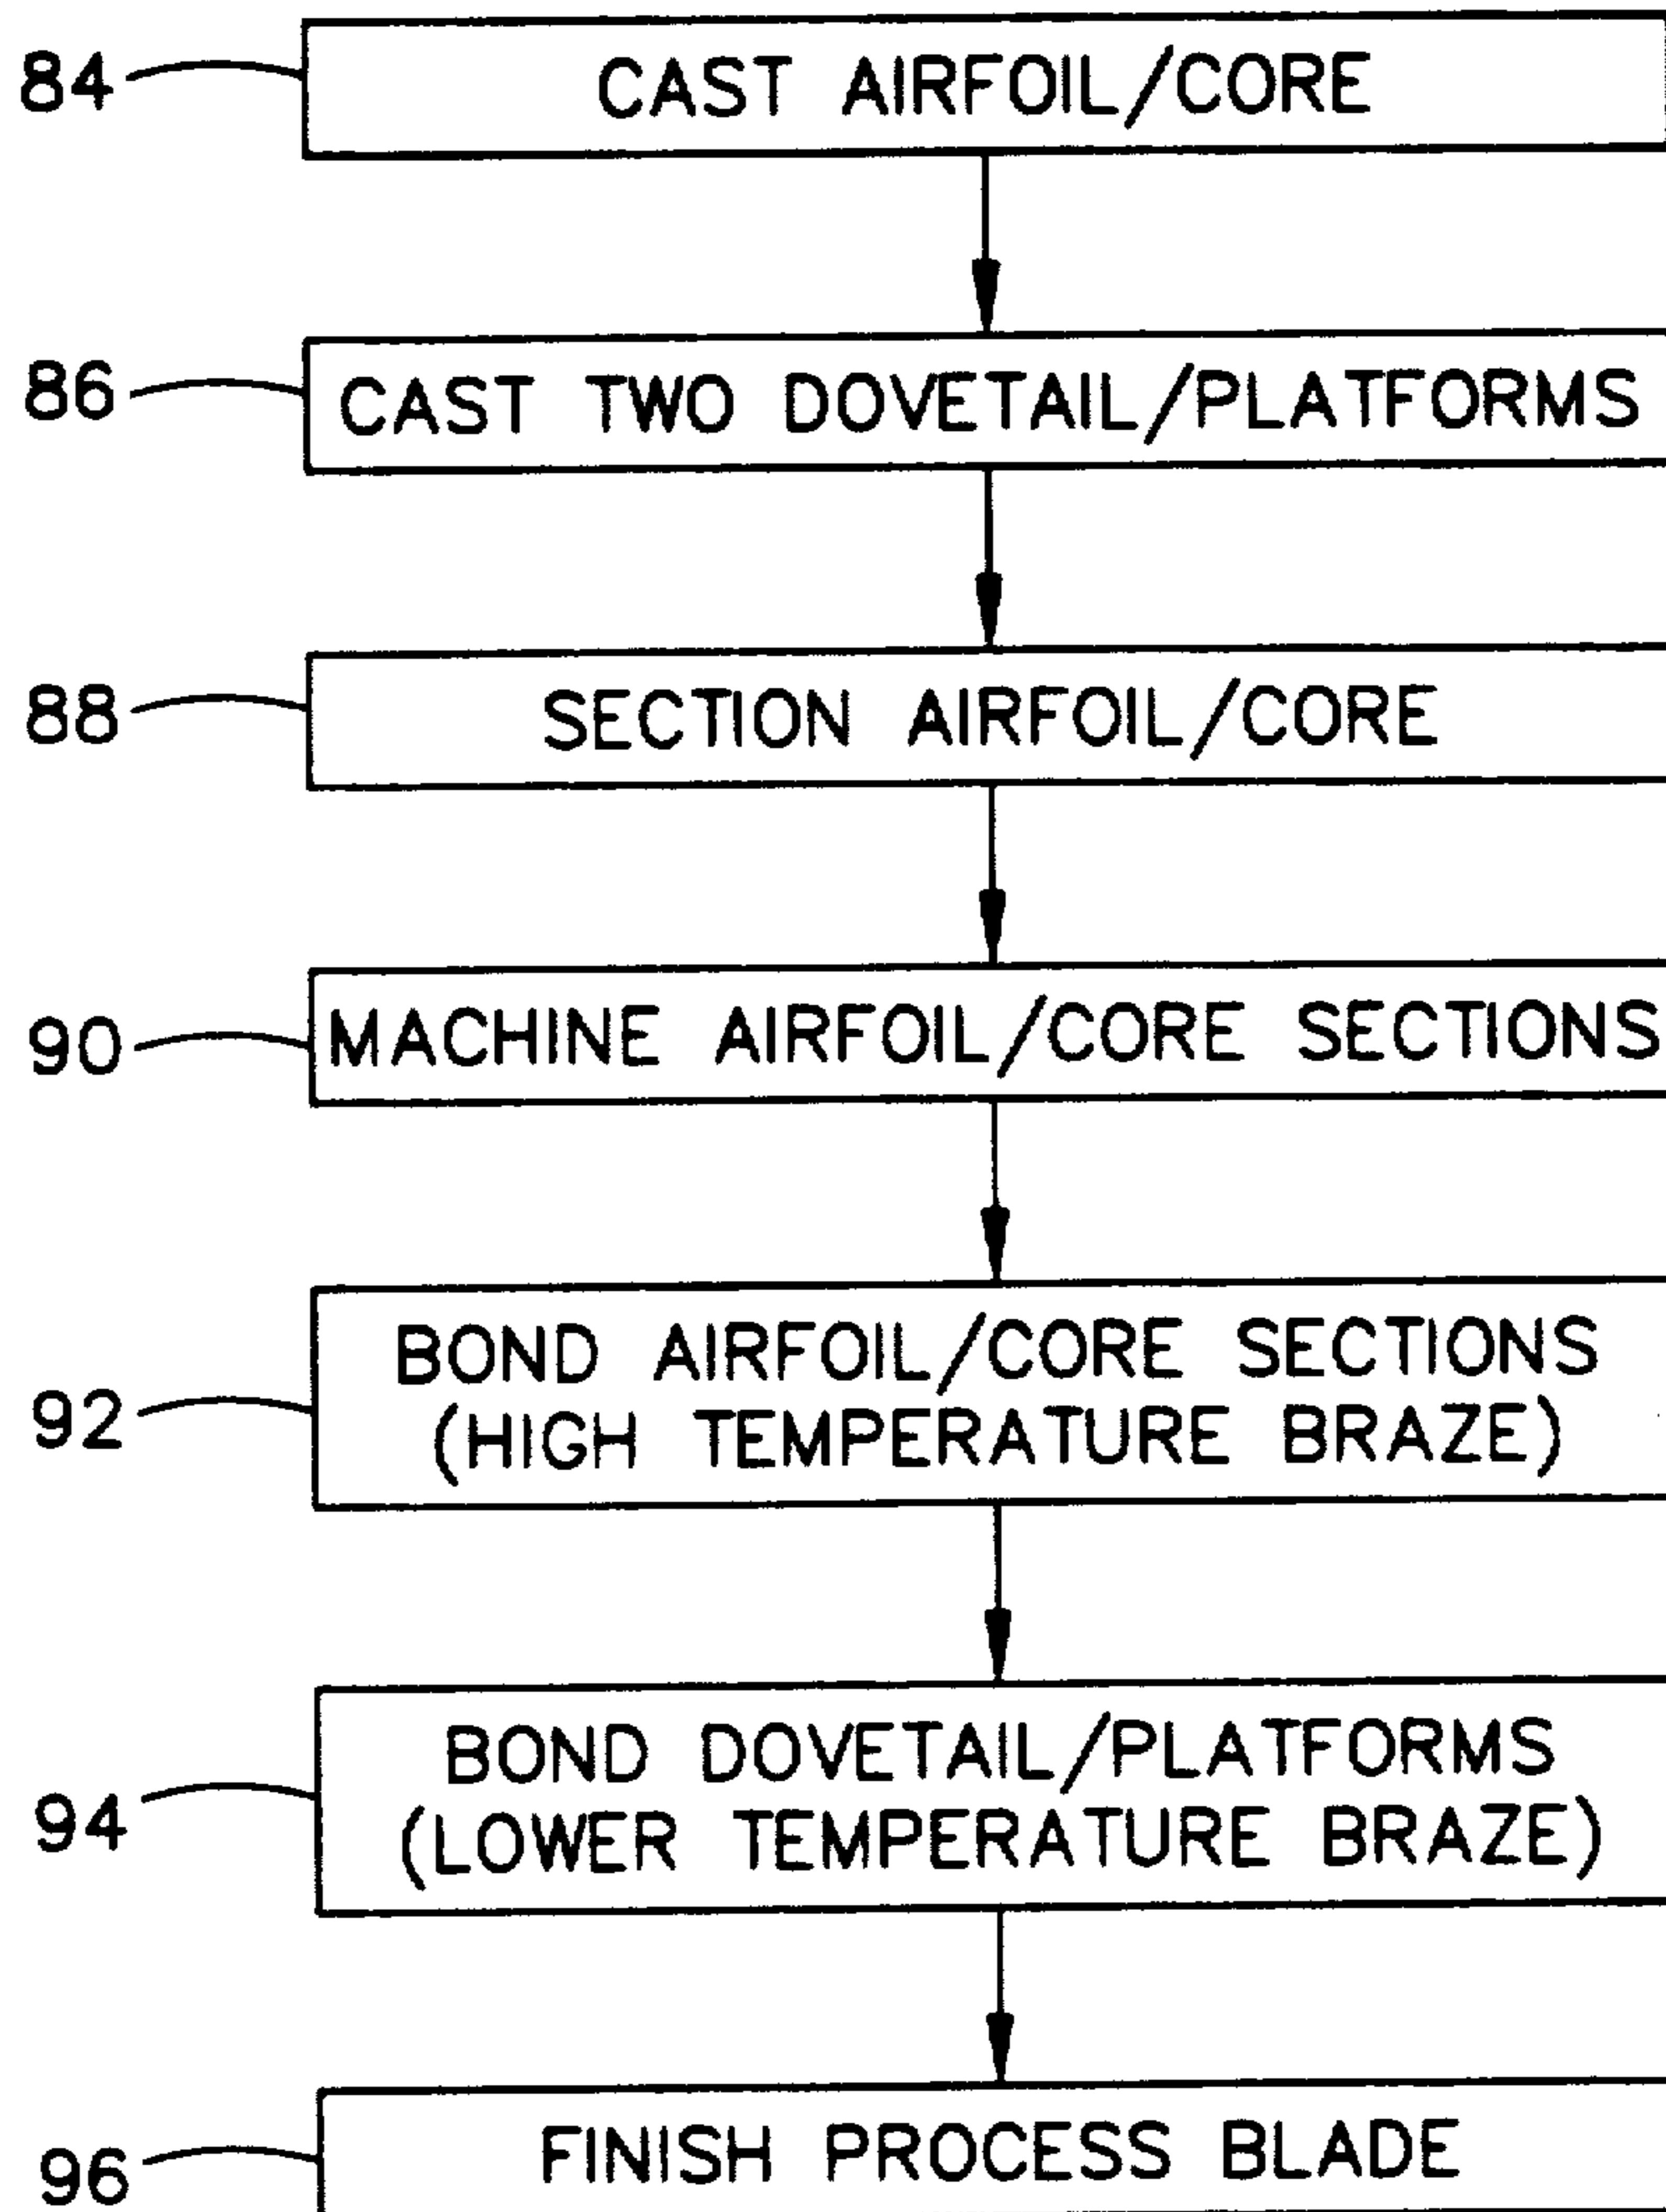 84 CAST AIRFOIL/CORE
86 CAST TWO DOVETAIL/PLATFORMS
88 SECTION AIRFOIL/CORE
90 MACHINE AIRFOIL/CORE SECTIONS
BOND AIRFOIL/CORE SECTIONS
92 (HIGH TEMPERATURE BRAZE)
BOND DOVETAIL/PLATFORMS
94 (LOWER TEMPERATURE BRAZE)
96 FINISH PROCESS BLADE